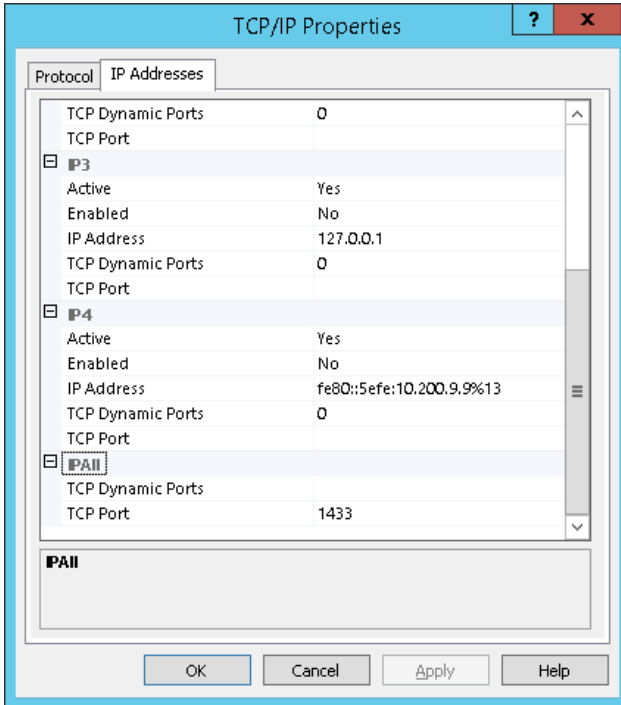 TCP/IP Properties
? x
Protocol IP Addresses
TCP Dynamic Ports 0
TCP Port
IP3
Active Yes
Enabled No
IP Address 127.0.0.1
TCP Dynamic Ports 0
TCP Port
IP4
Active Yes
Enabled No
IP Address fe80::5efe:10.200.9.9%13
TCP Dynamic Ports 0
TCP Port
IPAll
TCP Dynamic Ports
TCP Port 1433
IPAll
OK Cancel Apply Help